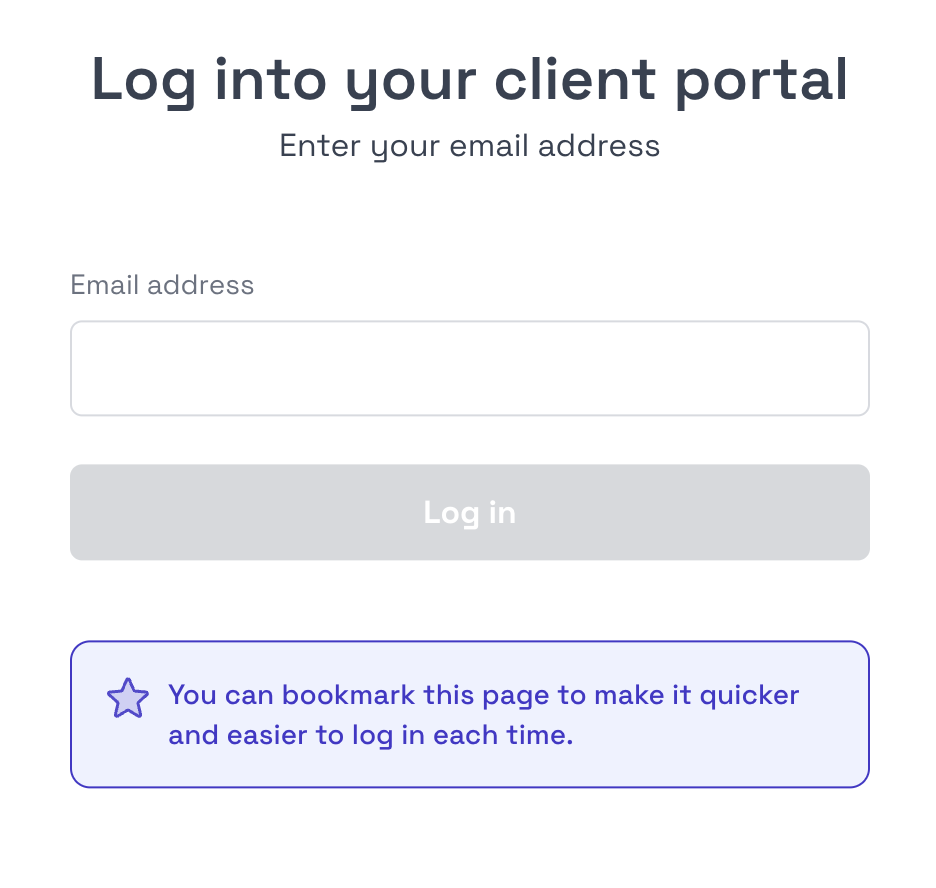 Log into your client portal
Enter your email address
Email address
Log in
You can bookmark this page to make it quicker
and easier to log in each time.